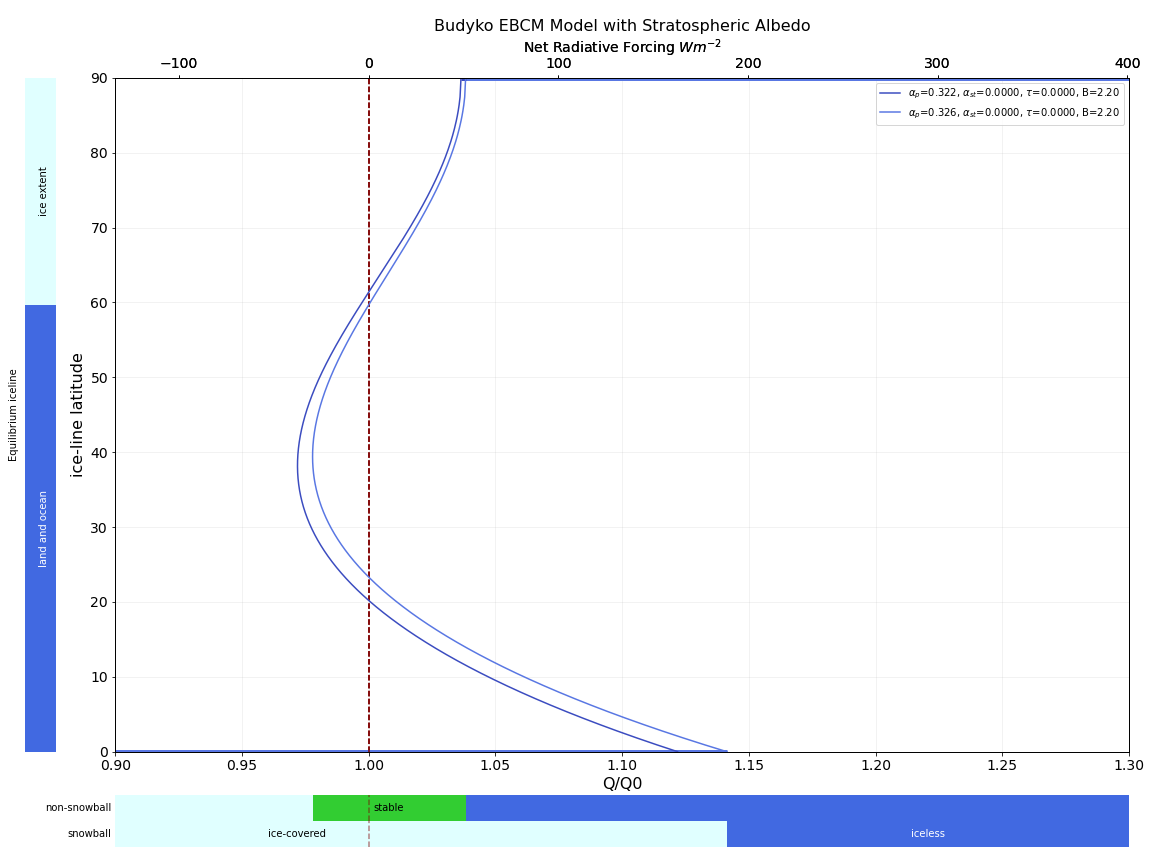 Budyko EBCM Model with Stratospheric Albedo
Net Radiative Forcing Wm⁻²
−100 0 100 200 300 400
αₚ=0.322, αₛₜ=0.0000, τ=0.0000, B=2.20
αₚ=0.326, αₛₜ=0.0000, τ=0.0000, B=2.20
90
80
70
60
50
40
30
20
10
0
ice-line latitude
Equilibrium iceline
ice extent
land and ocean
0.90 0.95 1.00 1.05 1.10 1.15 1.20 1.25 1.30
Q/Q0
non-snowball stable
snowball ice-covered iceless